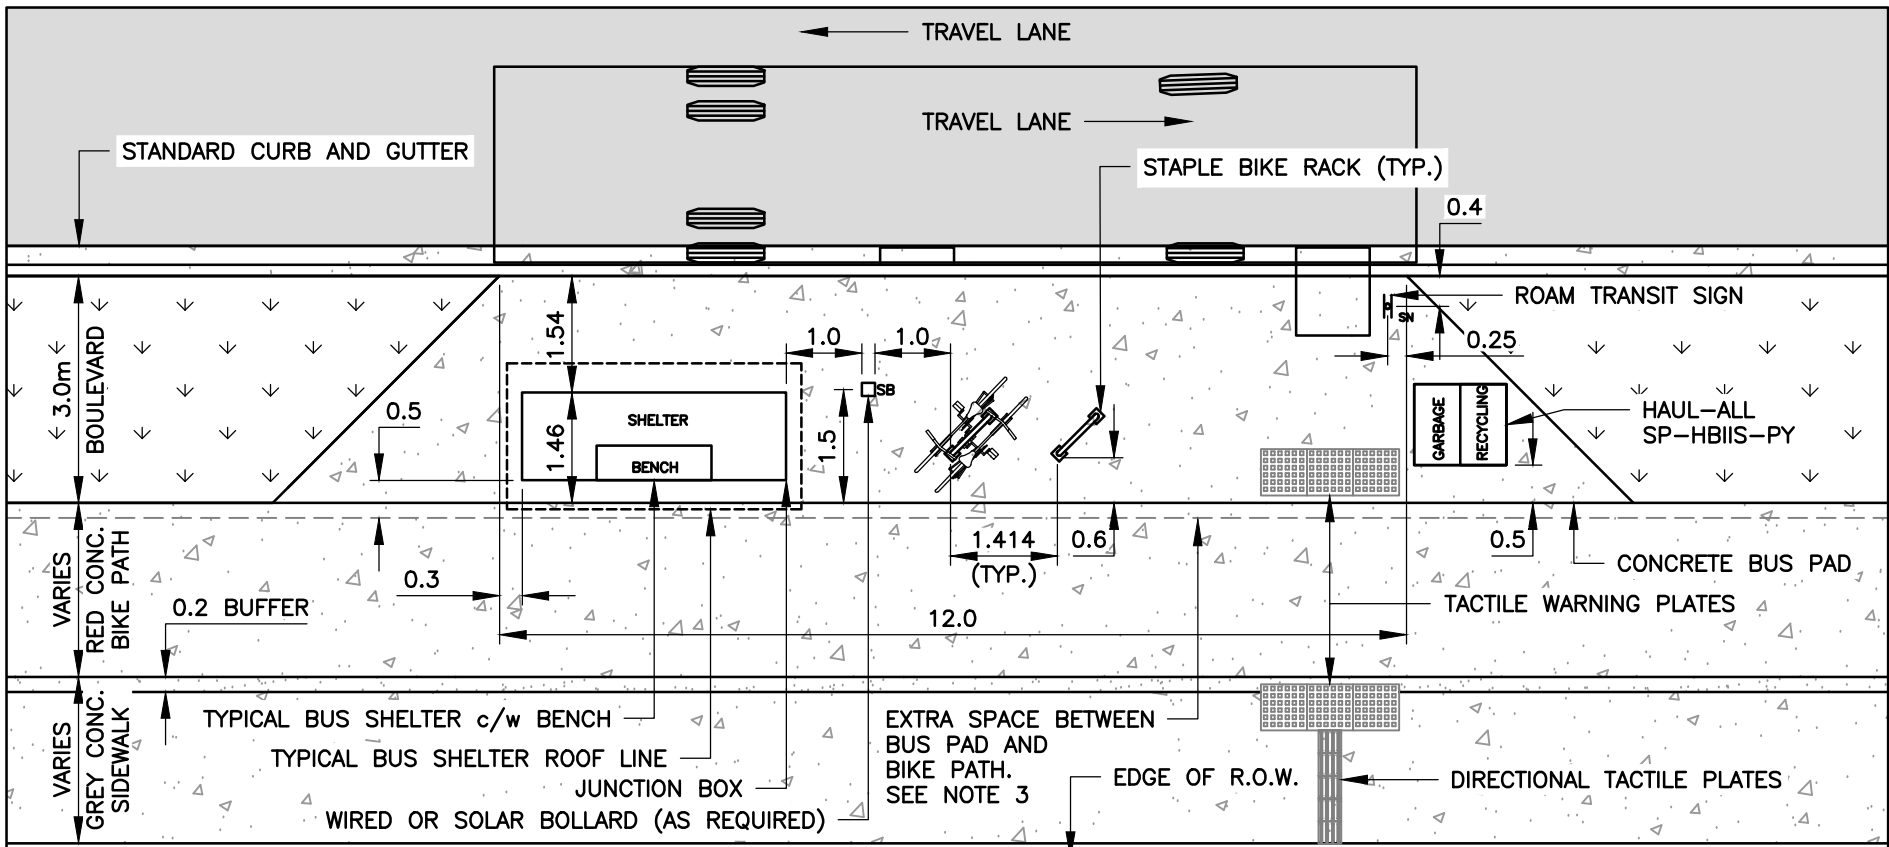 TRAVEL LANE
TRAVEL LANE
STANDARD CURB AND GUTTER
STAPLE BIKE RACK (TYP.)
0.4
ROAM TRANSIT SIGN
SN
3.0m
BOULEVARD
1.54
1.0
1.0
0.25
SB
0.5
SHELTER
1.46
BENCH
1.5
GARBAGE
RECYCLING
HAUL-ALL
SP-HBIIS-PY
VARIES
RED CONC.
BIKE PATH
1.414
(TYP.)
0.6
0.5
CONCRETE BUS PAD
0.3
0.2 BUFFER
12.0
TACTILE WARNING PLATES
VARIES
GREY CONC.
SIDEWALK
TYPICAL BUS SHELTER c/w BENCH
TYPICAL BUS SHELTER ROOF LINE
JUNCTION BOX
WIRED OR SOLAR BOLLARD (AS REQUIRED)
EXTRA SPACE BETWEEN
BUS PAD AND
BIKE PATH.
SEE NOTE 3
EDGE OF R.O.W.
DIRECTIONAL TACTILE PLATES